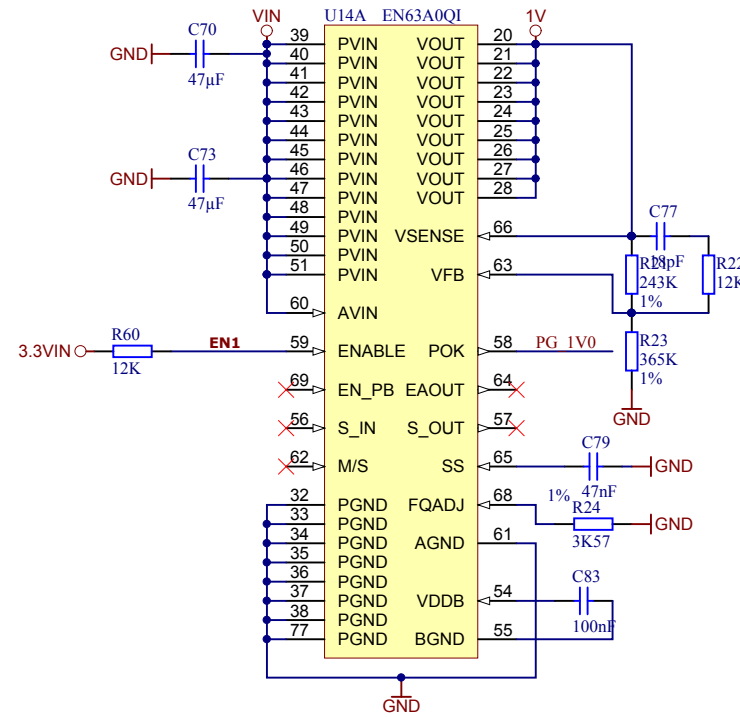 VIN U14A EN63A0QI 1V
C70
GND
47µF
C73
GND
47µF
39 PVIN VOUT 20
40 PVIN VOUT 21
41 PVIN VOUT 22
42 PVIN VOUT 23
43 PVIN VOUT 24
44 PVIN VOUT 25
45 PVIN VOUT 26
46 PVIN VOUT 27
47 PVIN VOUT 28
48 PVIN
49 PVIN VSENSE 66
50 PVIN
51 PVIN VFB 63
60 AVIN
C77
18pF
R21
243K
1%
R22
12K
R60
3.3VIN
12K
EN1
59 ENABLE POK 58 PG_1V0
R23
365K
1%
GND
69 EN_PB EAOUT 64
56 S_IN S_OUT 57
62 M/S SS 65
C79
47nF
GND
32 PGND FQADJ 68
33 PGND
34 PGND AGND 61
35 PGND
36 PGND
37 PGND VDDB 54
38 PGND
77 PGND BGND 55
1%
R24
3K57
GND
C83
100nF
GND